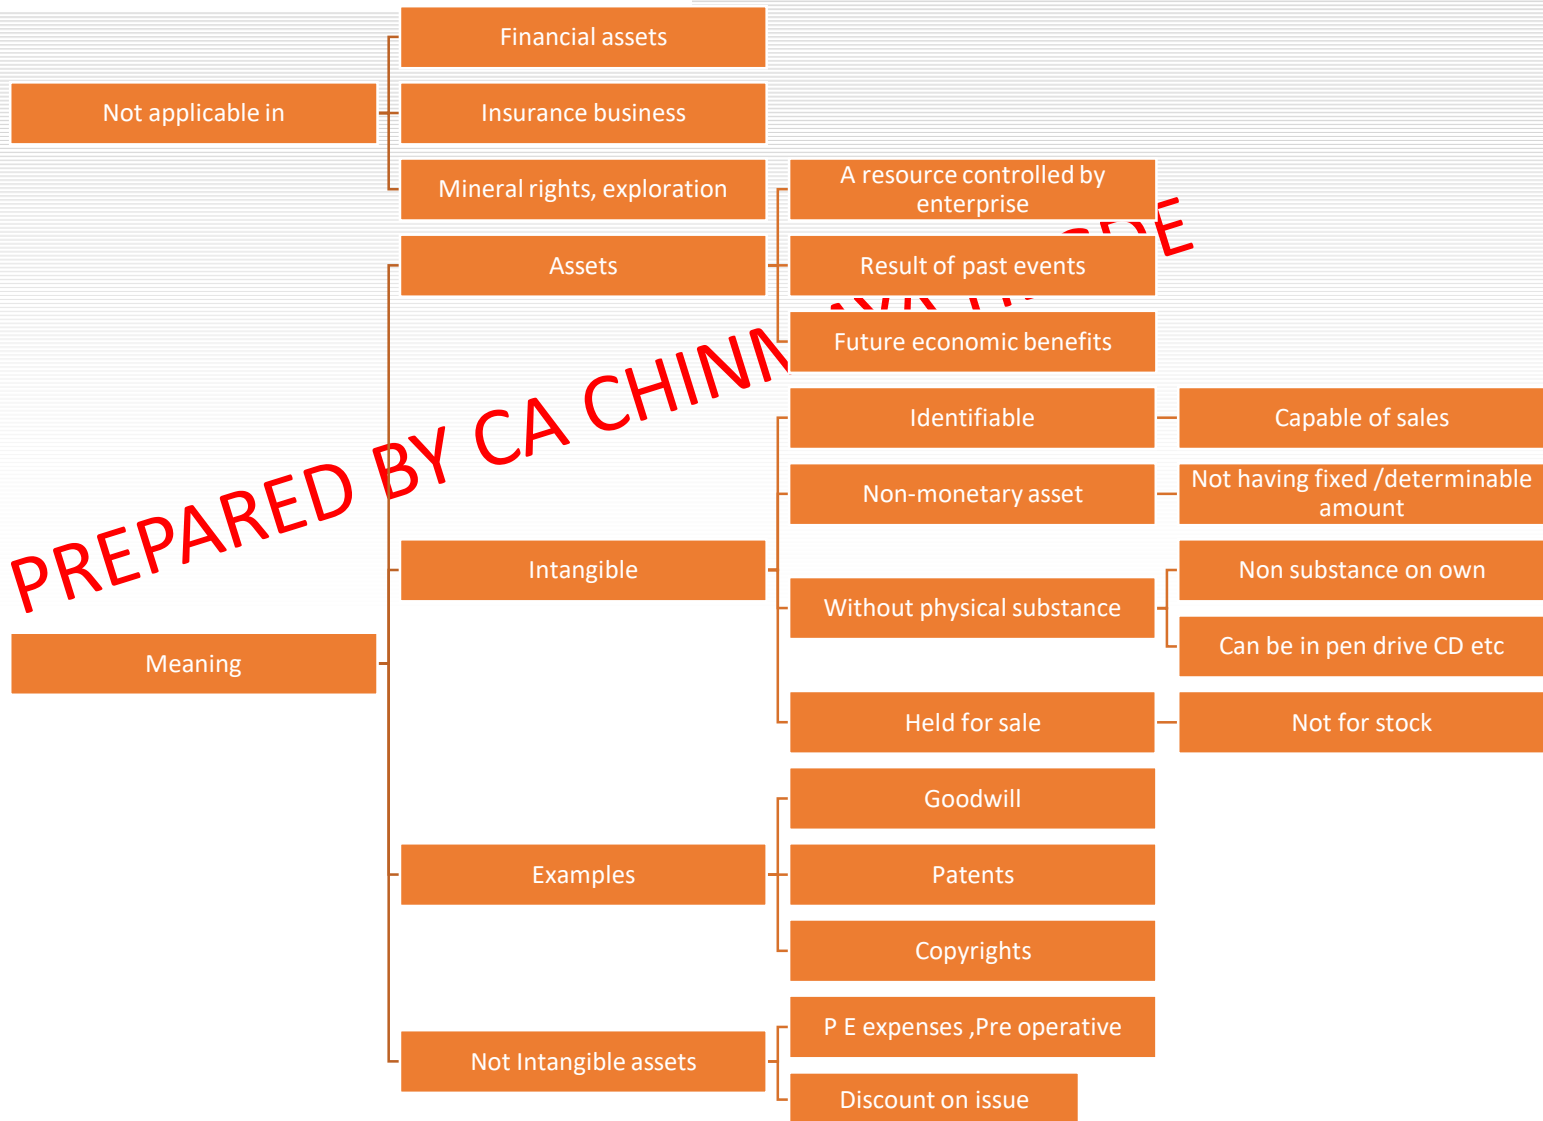 Financial assets
Not applicable in
Insurance business
Mineral rights, exploration
A resource controlled by
enterprise
Assets
Result of past events
Future economic benefits
PREPARED BY CA
Identifiable
Capable of sales
Non-monetary asset
Not having fixed /determinable
amount
Intangible
Non substance on own
Without physical substance
Can be in pen drive CD etc
Meaning
Held for sale
Not for stock
Goodwill
Examples
Patents
Copyrights
P E expenses ,Pre operative
Not Intangible assets
Discount on issue